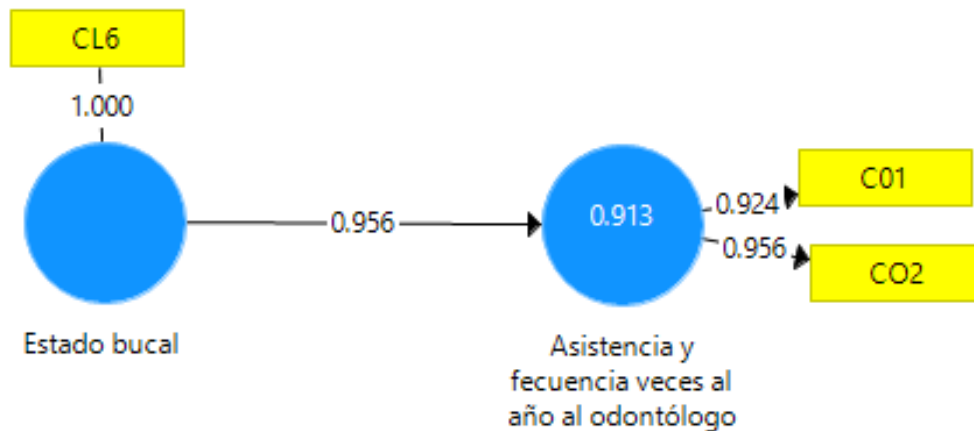 CL6
1.000
0.956
0.913
0.924
0.956
C01
CO2
Estado bucal
Asistencia y
fecuencia veces al
año al odontólogo